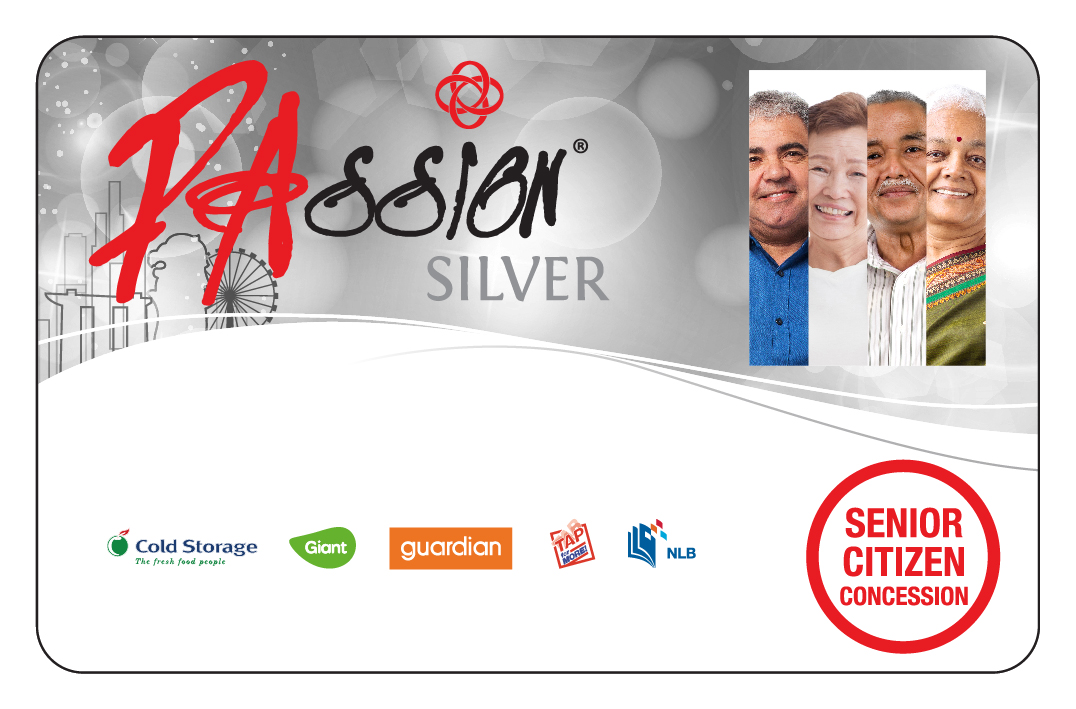 PAssion®
SILVER
Cold Storage
The fresh food people
Giant
guardian
TAP
for
MORE!
NLB
SENIOR
CITIZEN
CONCESSION